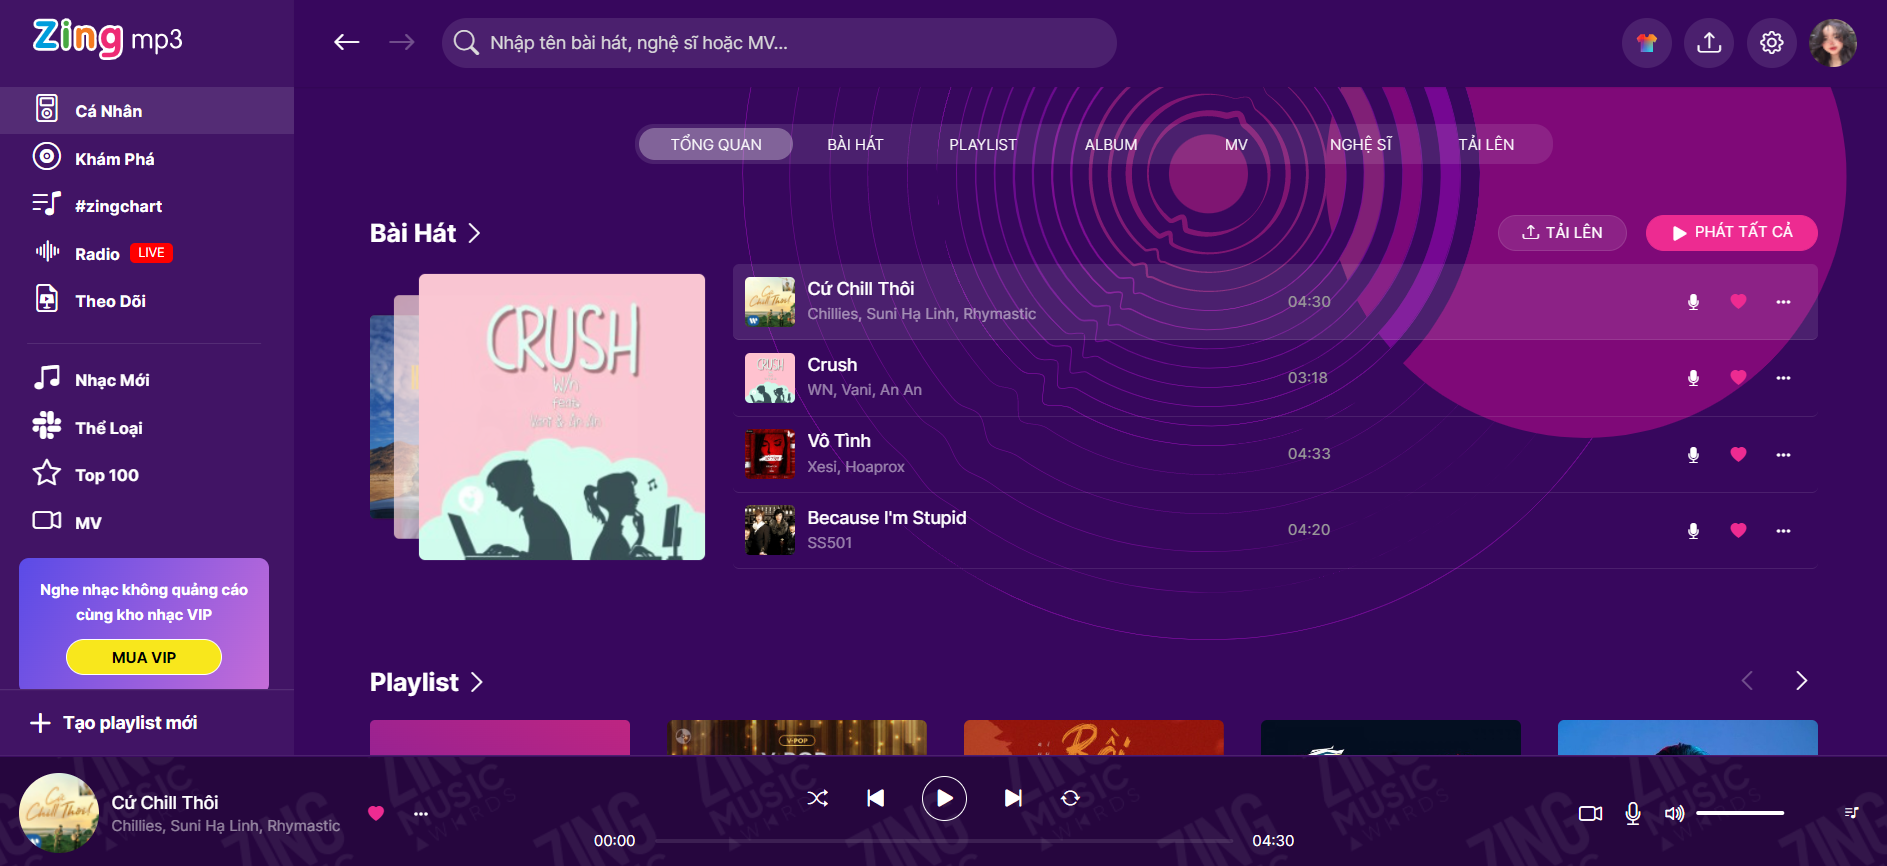 Zing mp3
Nhập tên bài hát, nghệ sĩ hoặc MV...
Cá Nhân
Khám Phá
#zingchart
Radio LIVE
Theo Dõi
Nhạc Mới
Thể Loại
Top 100
MV
Nghe nhạc không quảng cáo
cùng kho nhạc VIP
MUA VIP
Tạo playlist mới
TỔNG QUAN BÀI HÁT PLAYLIST ALBUM MV NGHỆ SĨ TẢI LÊN
Bài Hát
TẢI LÊN PHÁT TẤT CẢ
CRUSH
W/n
feat
Vani & An An
Cứ Chill Thôi
Chillies, Suni Hạ Linh, Rhymastic
04:30
Crush
WN, Vani, An An
03:18
Vô Tình
Xesi, Hoaprox
04:33
Because I'm Stupid
SS501
04:20
Playlist
V-POP
V-POP
Cứ Chill Thôi
Chillies, Suni Hạ Linh, Rhymastic
00:00
04:30
ZING MUSIC AWARDS